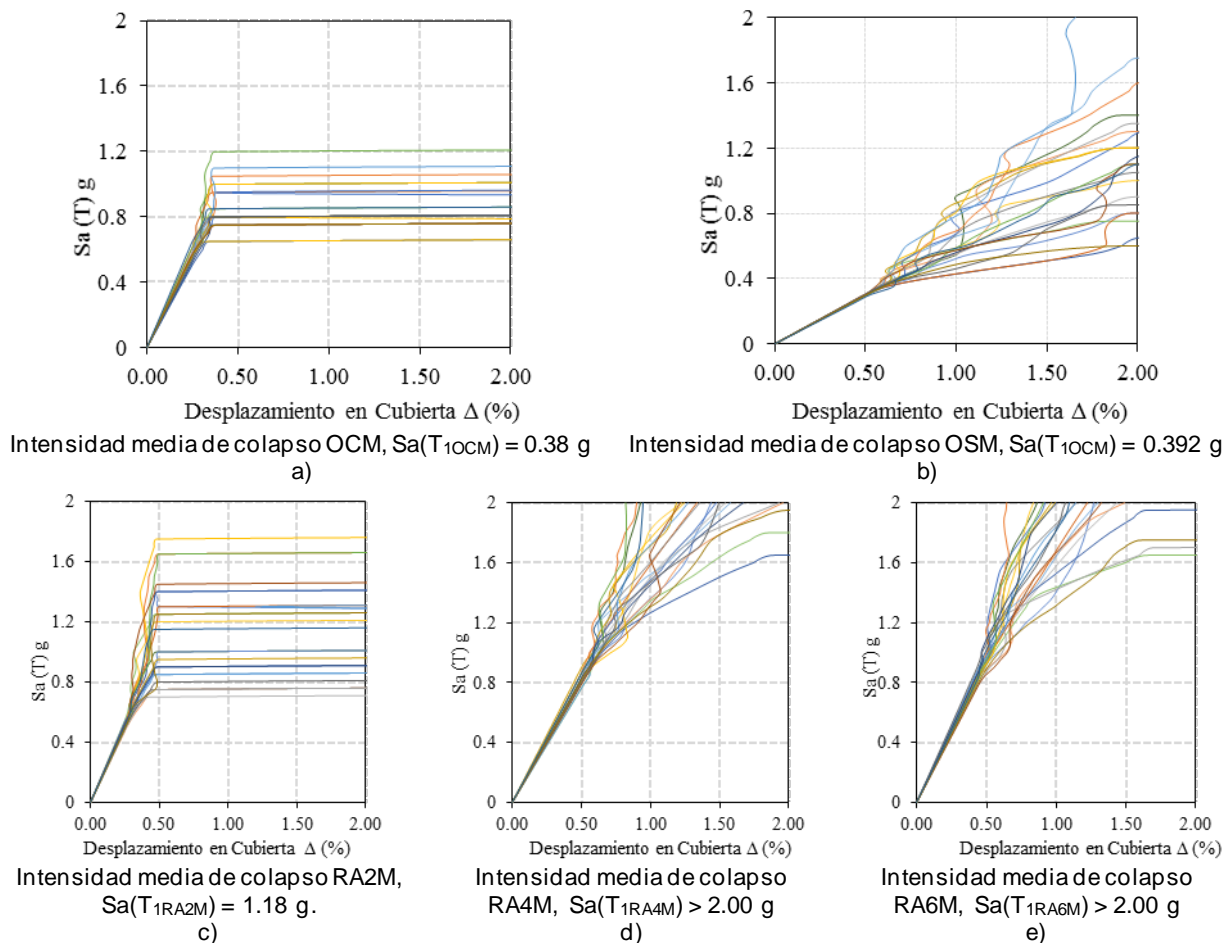 2
1.6
1.2
0.8
0.4
0
Sa (T) g
0.00 0.50 1.00 1.50 2.00
Desplazamiento en Cubierta Δ (%)
Intensidad media de colapso OCM, Sa(T1OCM) = 0.38 g
a)
2
1.6
1.2
0.8
0.4
0
Sa (T) g
0.00 0.50 1.00 1.50 2.00
Desplazamiento en Cubierta Δ (%)
Intensidad media de colapso OSM, Sa(T1OCM) = 0.392 g
b)
2
1.6
1.2
0.8
0.4
0
Sa (T) g
0.00 0.50 1.00 1.50 2.00
Desplazamiento en Cubierta Δ (%)
Intensidad media de colapso RA2M,
Sa(T1RA2M) = 1.18 g.
c)
2
1.6
1.2
0.8
0.4
0
Sa (T) g
0.00 0.50 1.00 1.50 2.00
Desplazamiento en Cubierta Δ (%)
Intensidad media de colapso
RA4M, Sa(T1RA4M) > 2.00 g
d)
2
1.6
1.2
0.8
0.4
0
Sa (T) g
0.00 0.50 1.00 1.50 2.00
Desplazamiento en Cubierta Δ (%)
Intensidad media de colapso
RA6M, Sa(T1RA6M) > 2.00 g
e)